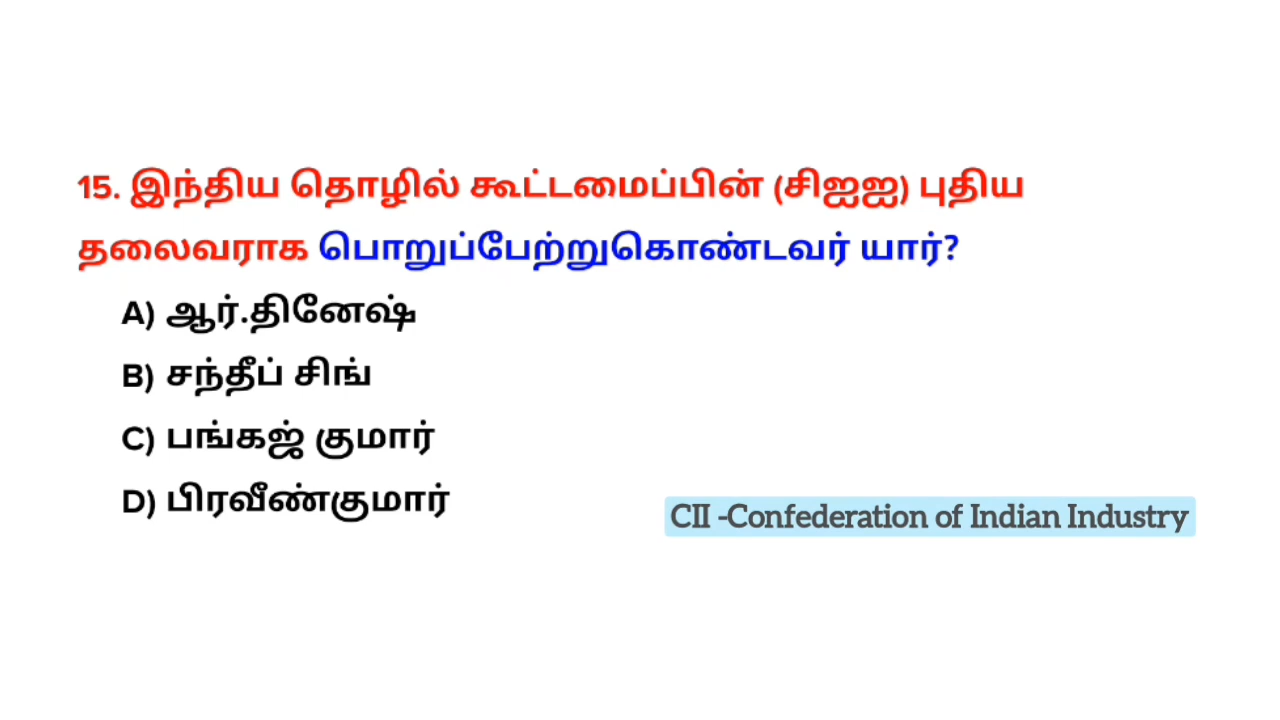 15. இந்திய தொழில் கூட்டமைப்பின் (சிஐஐ) புதிய
தலைவராக பொறுப்பேற்றுகொண்டவர் யார்?
A) ஆர்.தினேஷ்
B) சந்தீப் சிங்
C) பங்கஜ் குமார்
D) பிரவீண்குமார்
CII -Confederation of Indian Industry